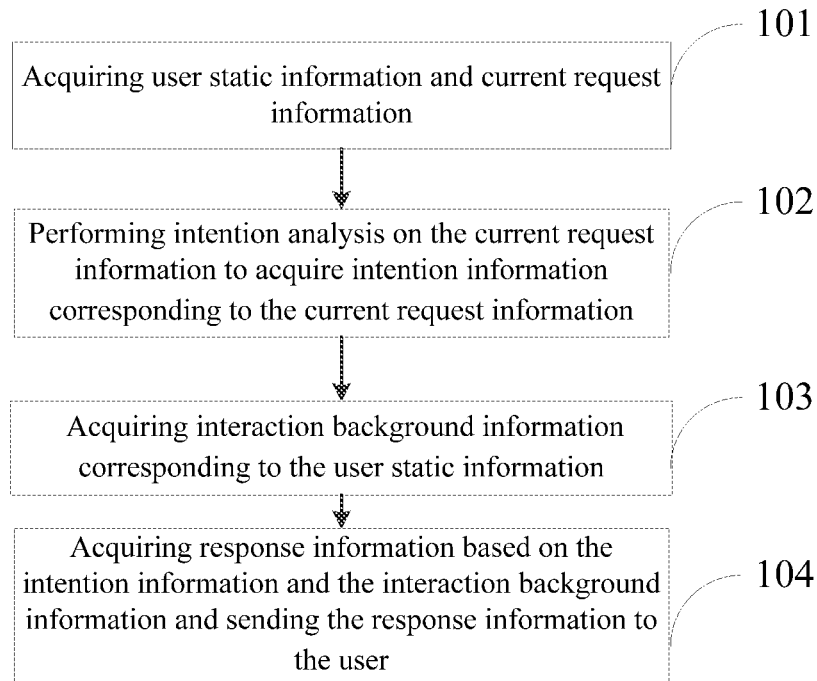 101
Acquiring user static information and current request
information
102
Performing intention analysis on the current request
information to acquire intention information
corresponding to the current request information
103
Acquiring interaction background information
corresponding to the user static information
104
Acquiring response information based on the
intention information and the interaction background
information and sending the response information to
the user